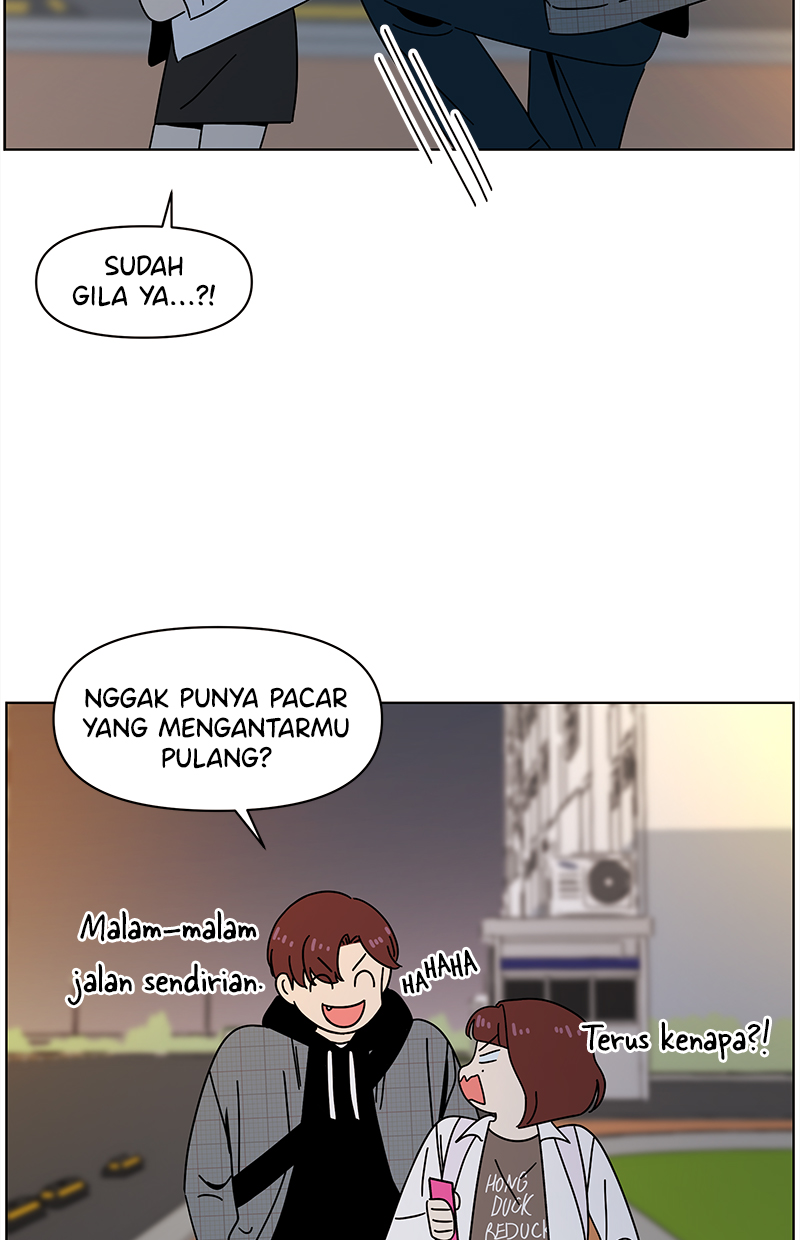 SUDAH
GILA YA...?!
NGGAK PUNYA PACAR
YANG MENGANTARMU
PULANG?
Malam-malam
jalan sendirian.
HAHAHA
Terus kenapa?!
HONG
DUCK
REDUCK